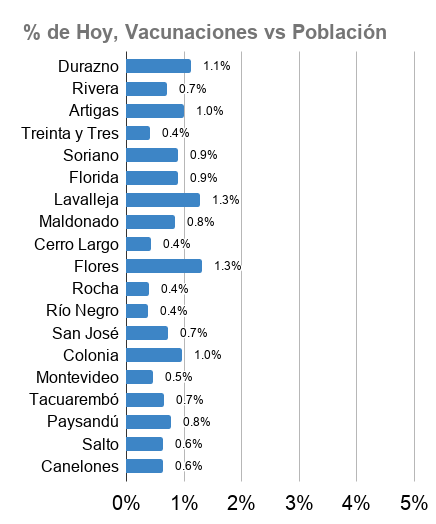 % de Hoy, Vacunaciones vs Población
Durazno 1.1%
Rivera 0.7%
Artigas 1.0%
Treinta y Tres 0.4%
Soriano 0.9%
Florida 0.9%
Lavalleja 1.3%
Maldonado 0.8%
Cerro Largo 0.4%
Flores 1.3%
Rocha 0.4%
Río Negro 0.4%
San José 0.7%
Colonia 1.0%
Montevideo 0.5%
Tacuarembó 0.7%
Paysandú 0.8%
Salto 0.6%
Canelones 0.6%
0% 1% 2% 3% 4% 5%